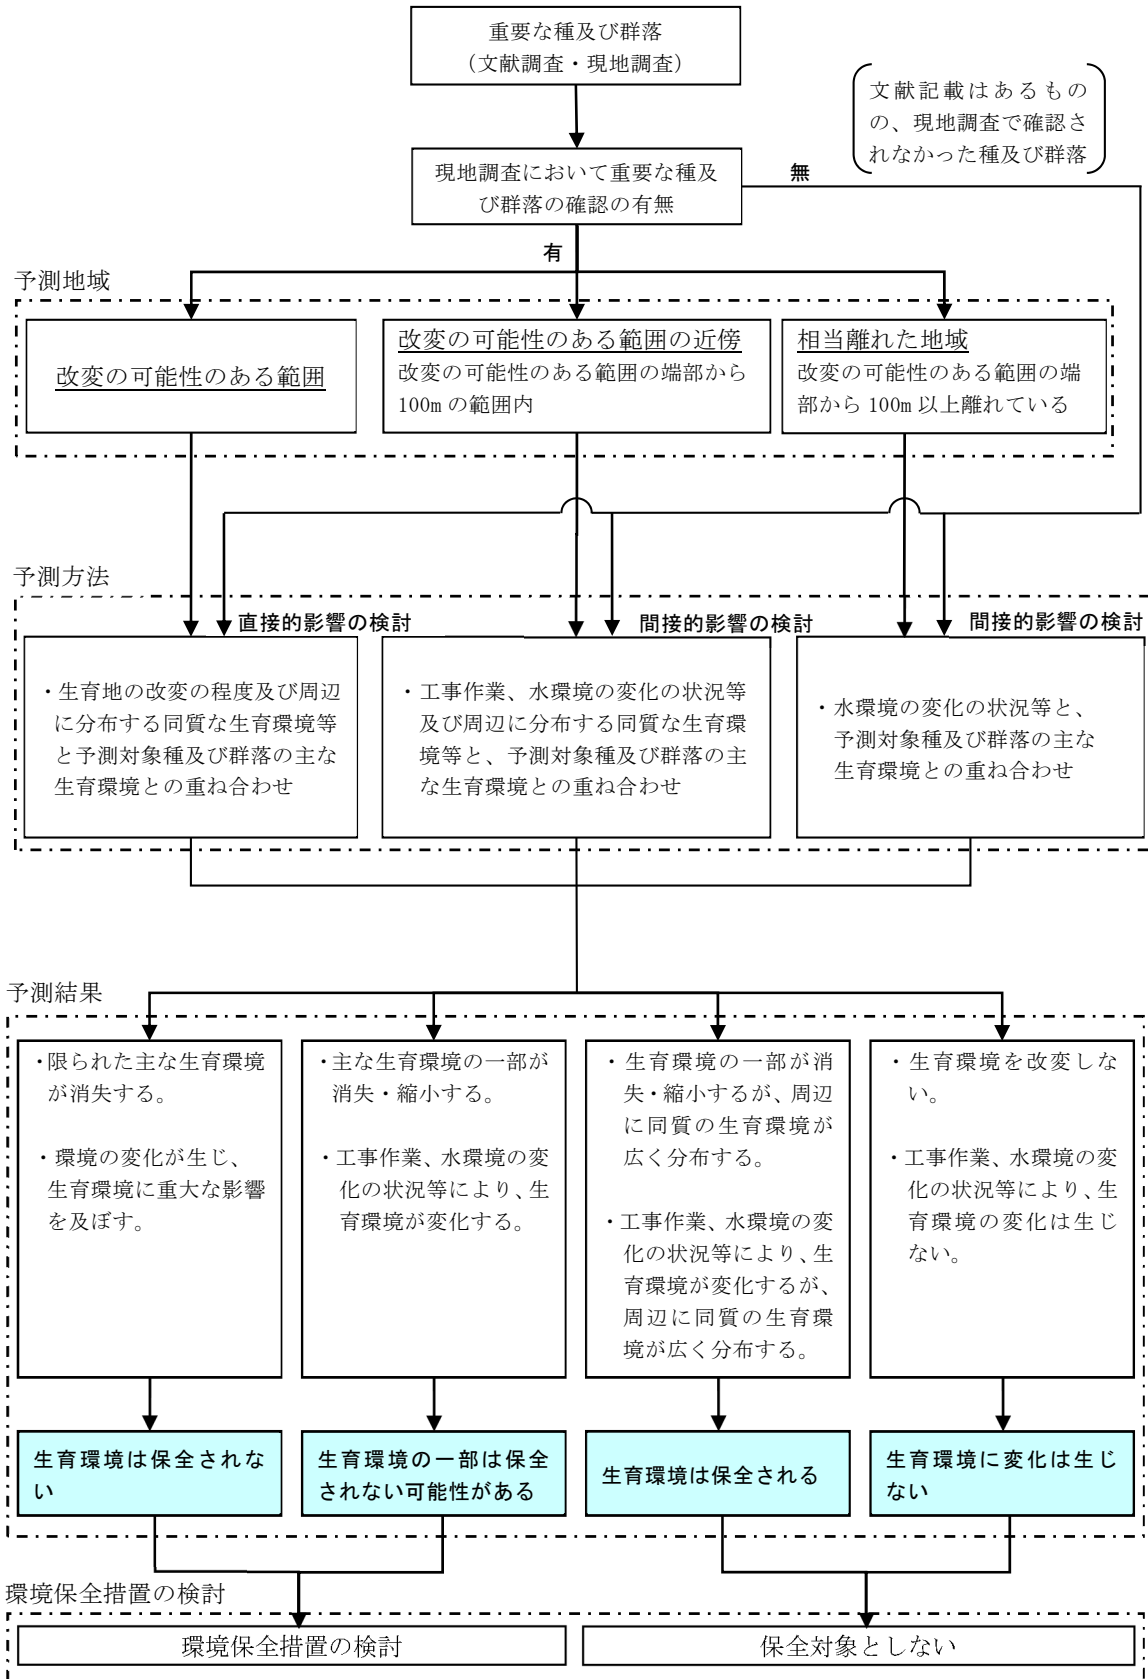 重要な種及び群落
（文献調査・現地調査）
文献記載はあるもの
の、現地調査で確認さ
れなかった種及び群落
現地調査において重要な種及
び群落の確認の有無
無
有
予測地域
改変の可能性のある範囲
改変の可能性のある範囲の近傍
改変の可能性のある範囲の端部から
100m の範囲内
相当離れた地域
改変の可能性のある範囲の端
部から 100m 以上離れている
予測方法
直接的影響の検討
間接的影響の検討
間接的影響の検討
・生育地の改変の程度及び周辺
に分布する同質な生育環境等
と予測対象種及び群落の主な
生育環境との重ね合わせ
・工事作業、水環境の変化の状況等
及び周辺に分布する同質な生育環
境等と、予測対象種及び群落の主
な生育環境との重ね合わせ
・水環境の変化の状況等と、
予測対象種及び群落の主な
生育環境との重ね合わせ
予測結果
・限られた主な生育環境
が消失する。
・環境の変化が生じ、
生育環境に重大な影響
を及ぼす。
・主な生育環境の一部が
消失・縮小する。
・工事作業、水環境の変
化の状況等により、生
育環境が変化する。
・生育環境の一部が消
失・縮小するが、周辺
に同質の生育環境が
広く分布する。
・工事作業、水環境の変
化の状況等により、生
育環境が変化するが、
周辺に同質の生育環
境が広く分布する。
・生育環境を改変しな
い。
・工事作業、水環境の変
化の状況等により、生
育環境の変化は生じ
ない。
生育環境は保全されな
い
生育環境の一部は保全
されない可能性がある
生育環境は保全される
生育環境に変化は生じ
ない
環境保全措置の検討
環境保全措置の検討
保全対象としない